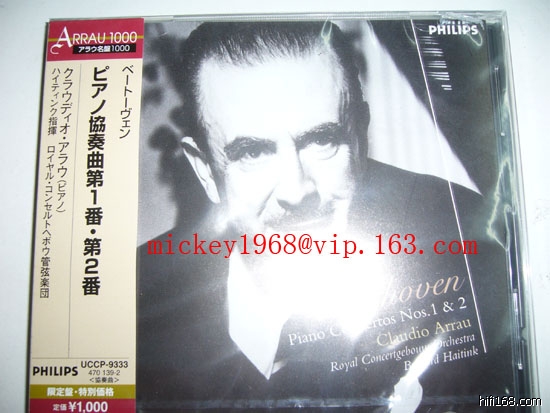 ARRAU 1000
アラウ名盤1000
ベートーヴェン
ピアノ協奏曲第1番・第2番
クラウディオ・アラウ(ピアノ)
ハイティンク指揮 ロイヤル・コンセルトヘボウ管弦楽団
PHILIPS
UCCP-9333
470 139-2
<協奏曲>
限定盤・特別価格
定価¥1,000
PHILIPS
mickey1968@vip.163.com
Piano Nos. 1 & 2
Claudio Arrau
Royal Concertgebouw Orchestra
Haitink
hifi168.com